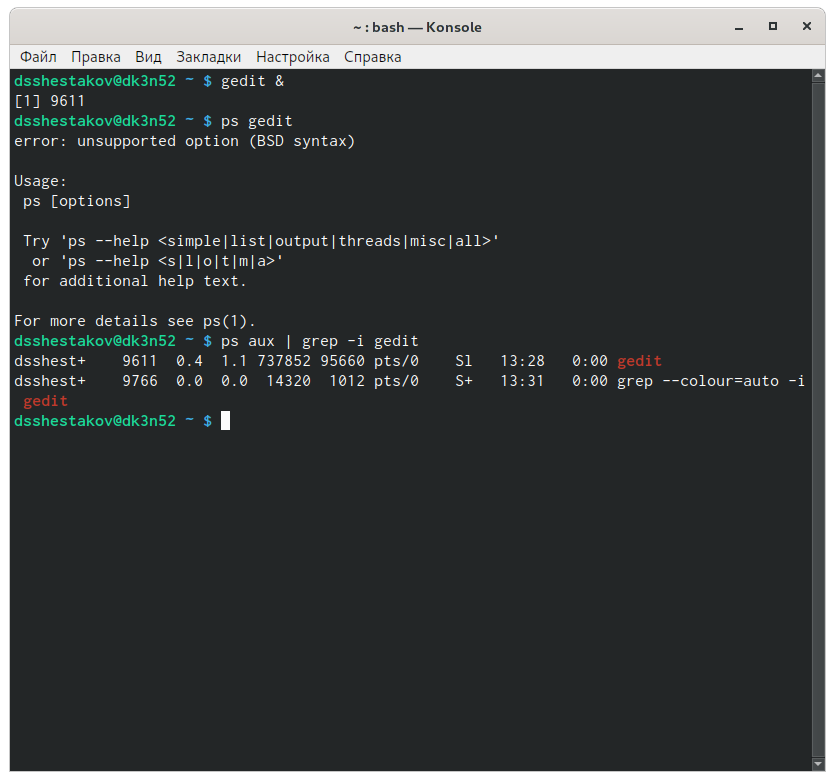 ~ : bash — Konsole
Файл Правка Вид Закладки Настройка Справка
dsshestakov@dk3n52 ~ $ gedit &
[1] 9611
dsshestakov@dk3n52 ~ $ ps gedit
error: unsupported option (BSD syntax)
Usage:
ps [options]
Try 'ps --help <simple|list|output|threads|misc|all>'
or 'ps --help <s|l|o|t|m|a>'
for additional help text.
For more details see ps(1).
dsshestakov@dk3n52 ~ $ ps aux | grep -i gedit
dsshest+    9611  0.4  1.1 737852 95660 pts/0    Sl   13:28   0:00 gedit
dsshest+    9766  0.0  0.0  14320  1012 pts/0    S+   13:31   0:00 grep --colour=auto -i
gedit
dsshestakov@dk3n52 ~ $